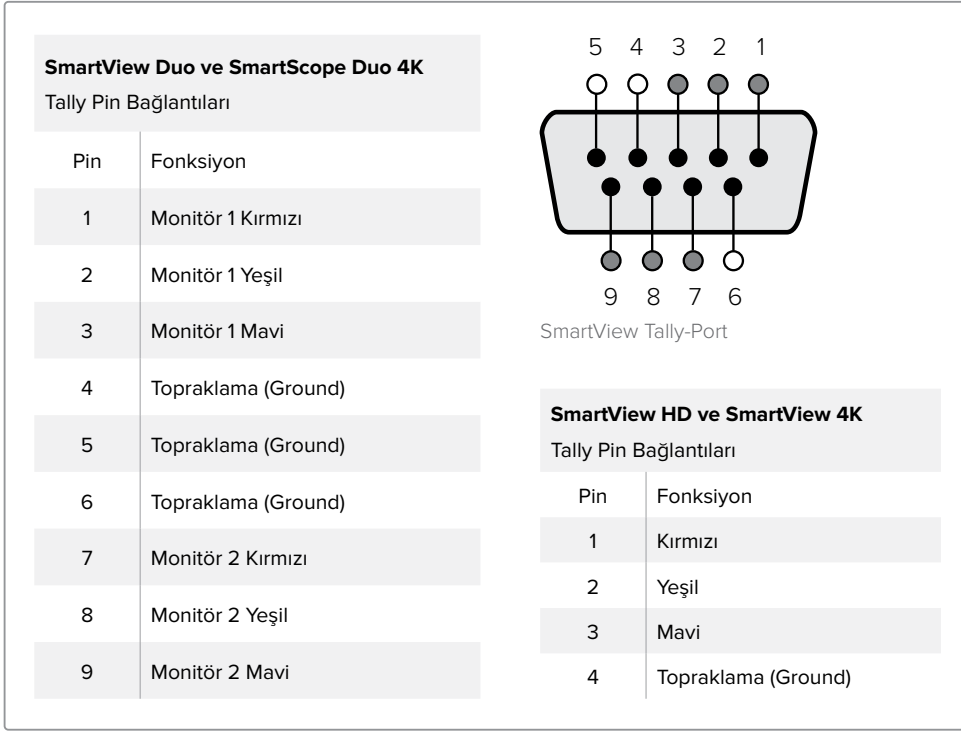 SmartView Duo ve SmartScope Duo 4K
Tally Pin Bağlantıları
Pin Fonksiyon
1 Monitör 1 Kırmızı
2 Monitör 1 Yeşil
3 Monitör 1 Mavi
4 Topraklama (Ground)
5 Topraklama (Ground)
6 Topraklama (Ground)
7 Monitör 2 Kırmızı
8 Monitör 2 Yeşil
9 Monitör 2 Mavi
5 4 3 2 1
9 8 7 6
SmartView Tally-Port
SmartView HD ve SmartView 4K
Tally Pin Bağlantıları
Pin Fonksiyon
1 Kırmızı
2 Yeşil
3 Mavi
4 Topraklama (Ground)